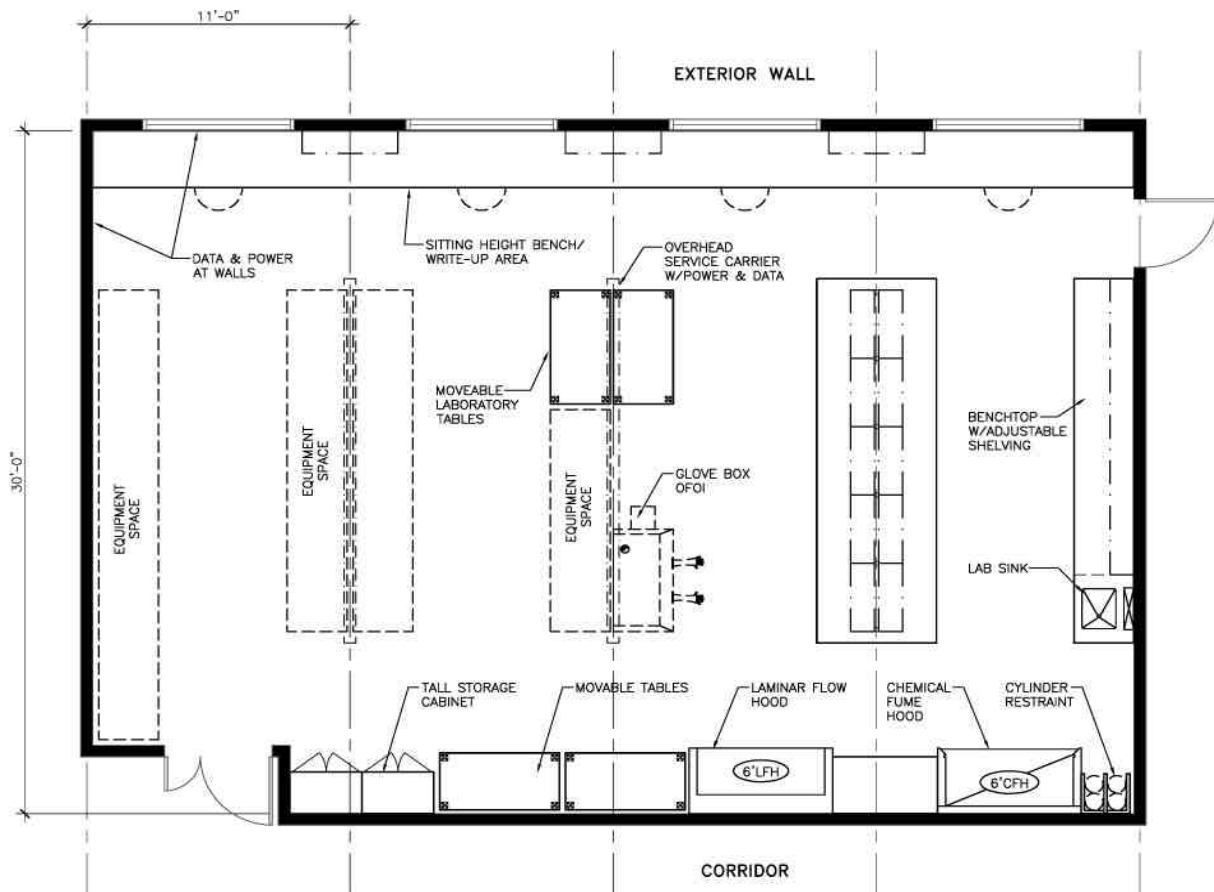 11'-0"
EXTERIOR WALL
30'-0"
DATA & POWER
AT WALLS
SITTING HEIGHT BENCH/
WRITE-UP AREA
OVERHEAD
SERVICE CARRIER
W/POWER & DATA
MOVEABLE
LABORATORY
TABLES
BENCHTOP
W/ADJUSTABLE
SHELVING
EQUIPMENT
SPACE
EQUIPMENT
SPACE
EQUIPMENT
SPACE
GLOVE BOX
OFOI
LAB SINK
TALL STORAGE
CABINET
MOVABLE TABLES
LAMINAR FLOW
HOOD
CHEMICAL
FUME
HOOD
CYLINDER
RESTRAINT
6'LFH
6'CFH
CORRIDOR